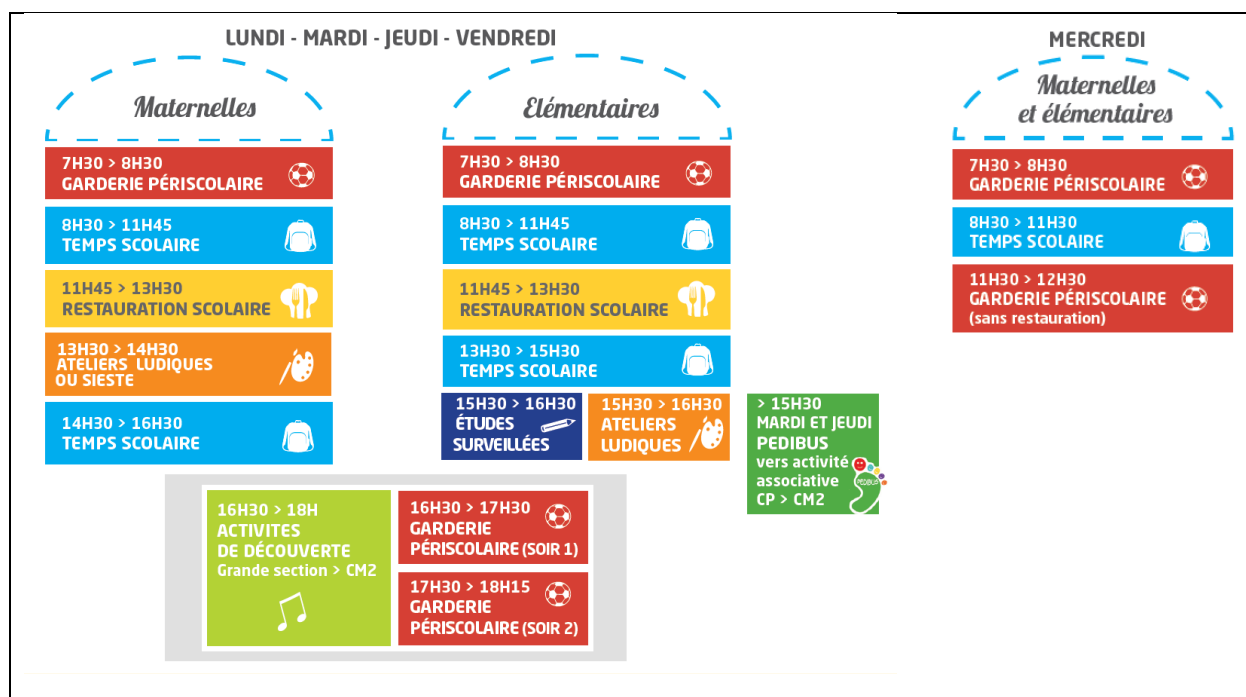 LUNDI - MARDI - JEUDI - VENDREDI
Maternelles
7H30 > 8H30
GARDERIE PÉRISCOLAIRE
8H30 > 11H45
TEMPS SCOLAIRE
11H45 > 13H30
RESTAURATION SCOLAIRE
13H30 > 14H30
ATELIERS LUDIQUES
OU SIESTE
14H30 > 16H30
TEMPS SCOLAIRE
Elémentaires
7H30 > 8H30
GARDERIE PÉRISCOLAIRE
8H30 > 11H45
TEMPS SCOLAIRE
11H45 > 13H30
RESTAURATION SCOLAIRE
13H30 > 15H30
TEMPS SCOLAIRE
15H30 > 16H30
ÉTUDES
SURVEILLÉES
15H30 > 16H30
ATELIERS
LUDIQUES
> 15H30
MARDI ET JEUDI
PEDIBUS
vers activité
associative
CP > CM2
PEDIBUS
16H30 > 18H
ACTIVITES
DE DÉCOUVERTE
Grande section > CM2
16H30 > 17H30
GARDERIE
PÉRISCOLAIRE (SOIR 1)
17H30 > 18H15
GARDERIE
PÉRISCOLAIRE (SOIR 2)
MERCREDI
Maternelles
et élémentaires
7H30 > 8H30
GARDERIE PÉRISCOLAIRE
8H30 > 11H30
TEMPS SCOLAIRE
11H30 > 12H30
GARDERIE PÉRISCOLAIRE
(sans restauration)